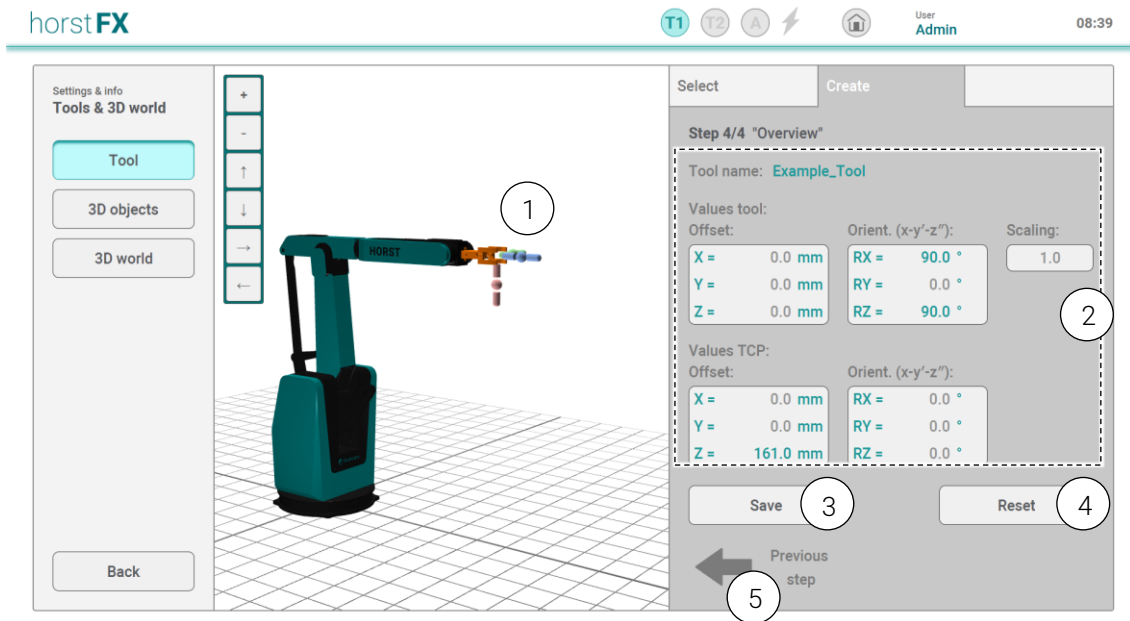 horstFX
T1 T2 A
User
Admin
08:39
Settings & info
Tools & 3D world
Tool
3D objects
3D world
Back
+
-
↑
↓
→
←
HORST
1
Select
Create
Step 4/4 "Overview"
Tool name: Example_Tool
Values tool:
Offset: Orient. (x-y′-z″): Scaling:
X = 0.0 mm RX = 90.0 ° 1.0
Y = 0.0 mm RY = 0.0 °
Z = 0.0 mm RZ = 90.0 °
2
Values TCP:
Offset: Orient. (x-y′-z″):
X = 0.0 mm RX = 0.0 °
Y = 0.0 mm RY = 0.0 °
Z = 161.0 mm RZ = 0.0 °
Save 3 Reset 4
Previous
step
5